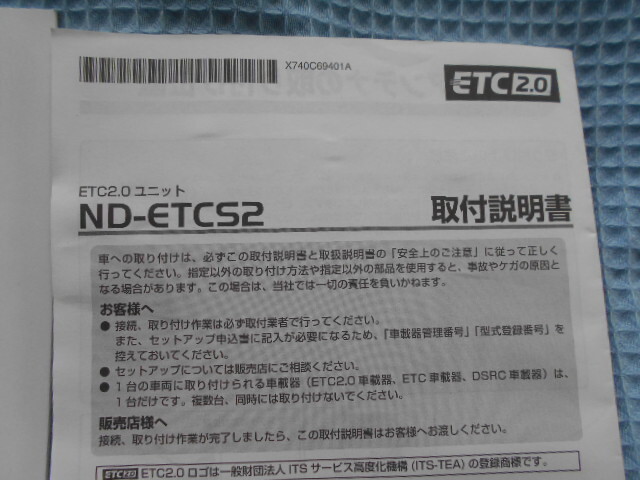 X740C69401A
ETC2.0
ETC2.0 ユニット
ND-ETCS2
取付説明書
車への取り付けは、必ずこの取付説明書と取扱説明書の「安全上のご注意」に従って正しく
行ってください。指定以外の取り付け方法や指定以外の部品を使用すると、事故やケガの原因と
なる場合があります。この場合は、当社では一切の責任を負いかねます。
お客様へ
● 接続、取り付け作業は必ず取付業者で行ってください。
また、セットアップ申込書に記入が必要になるため、「車載器管理番号」「型式登録番号」を
控えておいてください。
● セットアップについては販売店にご相談ください。
● 1台の車両に取り付けられる車載器（ETC2.0 車載器、ETC 車載器、DSRC 車載器）は、
1台だけです。複数台、同時には取り付けないでください。
販売店様へ
接続、取り付け作業が完了しましたら、この取付説明書はお客様へお渡しください。
ETC2.0 ETC2.0 ロゴは一般財団法人 ITS サービス高度化機構 (ITS-TEA) の登録商標です。